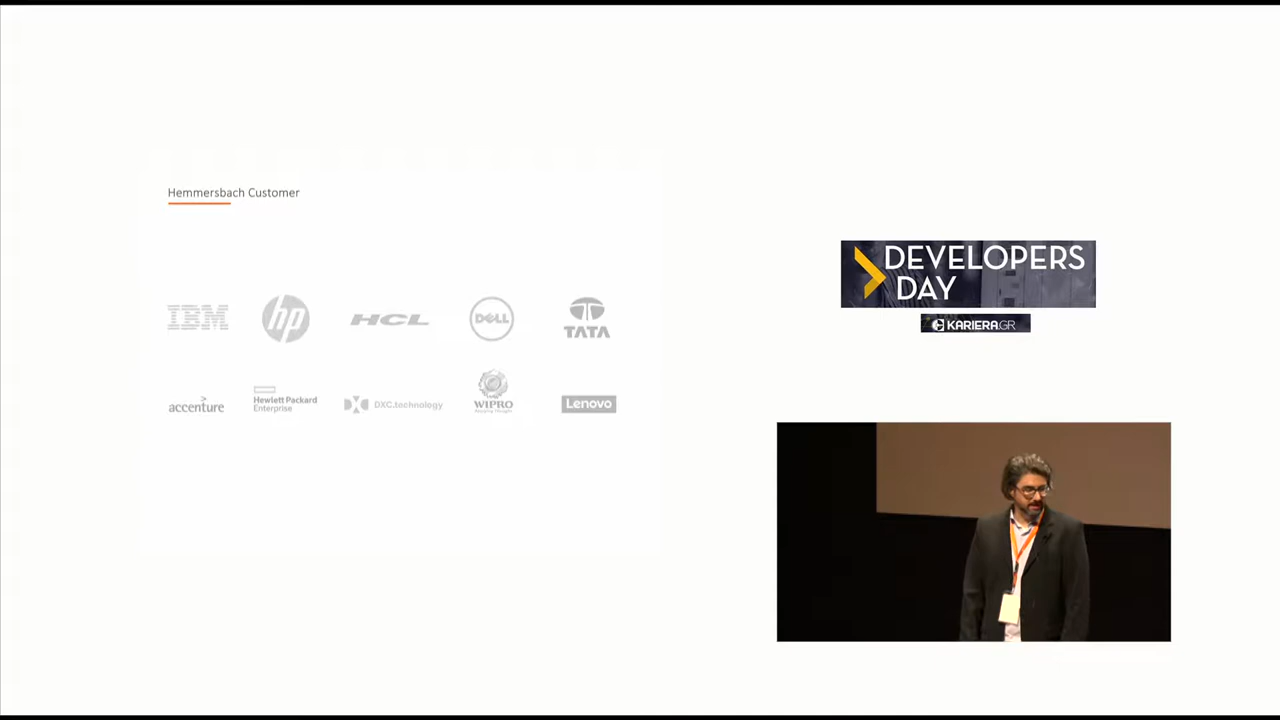 Hemmersbach Customer
IBM
hp
HCL
DELL
TATA
accenture
Hewlett Packard
Enterprise
DXC.technology
WIPRO
Lenovo
DEVELOPERS
DAY
KARIERA.GR